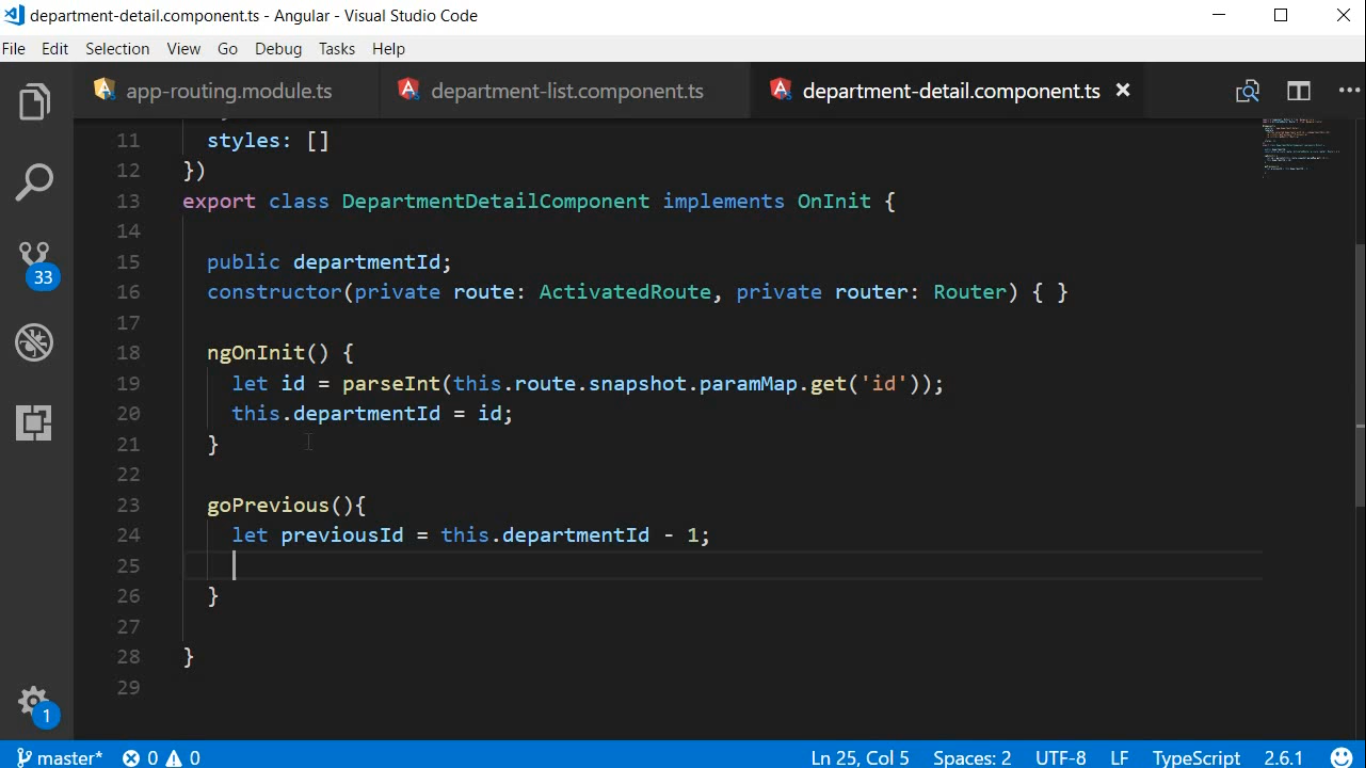 department-detail.component.ts - Angular - Visual Studio Code
File Edit Selection View Go Debug Tasks Help
app-routing.module.ts department-list.component.ts department-detail.component.ts
11 styles: []
12 })
13 export class DepartmentDetailComponent implements OnInit {
14
15 public departmentId;
16 constructor(private route: ActivatedRoute, private router: Router) { }
17
18 ngOnInit() {
19 let id = parseInt(this.route.snapshot.paramMap.get('id'));
20 this.departmentId = id;
21 }
22
23 goPrevious(){
24 let previousId = this.departmentId - 1;
25
26 }
27
28 }
29
33
1
master* 0 0 Ln 25, Col 5 Spaces: 2 UTF-8 LF TypeScript 2.6.1